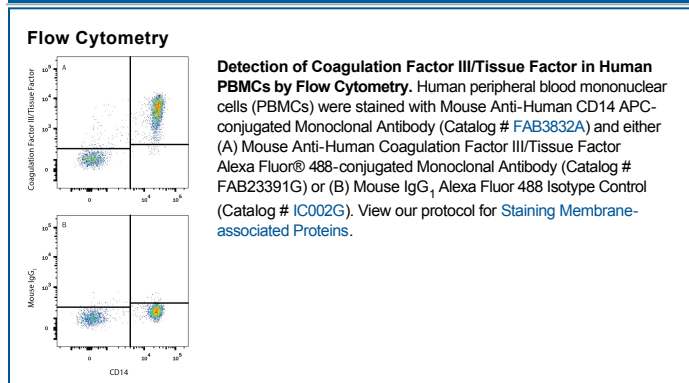 Flow Cytometry
Coagulation Factor III/Tissue Factor
A
10⁵
10⁴
10³
0
0
10⁴
10⁵
Mouse IgG₁
B
10⁵
10⁴
10³
0
0
10⁴
10⁵
CD14
Detection of Coagulation Factor III/Tissue Factor in Human
PBMCs by Flow Cytometry. Human peripheral blood mononuclear
cells (PBMCs) were stained with Mouse Anti-Human CD14 APC-
conjugated Monoclonal Antibody (Catalog # FAB3832A) and either
(A) Mouse Anti-Human Coagulation Factor III/Tissue Factor
Alexa Fluor® 488-conjugated Monoclonal Antibody (Catalog #
FAB23391G) or (B) Mouse IgG₁ Alexa Fluor 488 Isotype Control
(Catalog # IC002G). View our protocol for Staining Membrane-
associated Proteins.